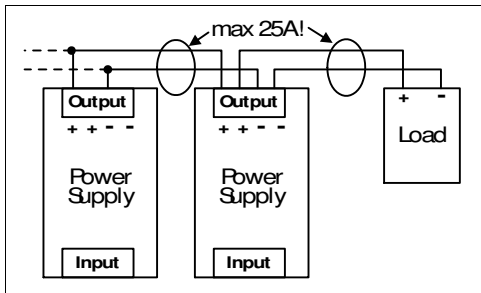 max 25A!
Output
+ + - -
Power
Supply
Input
Output
+ + - -
Power
Supply
Input
+ -
Load